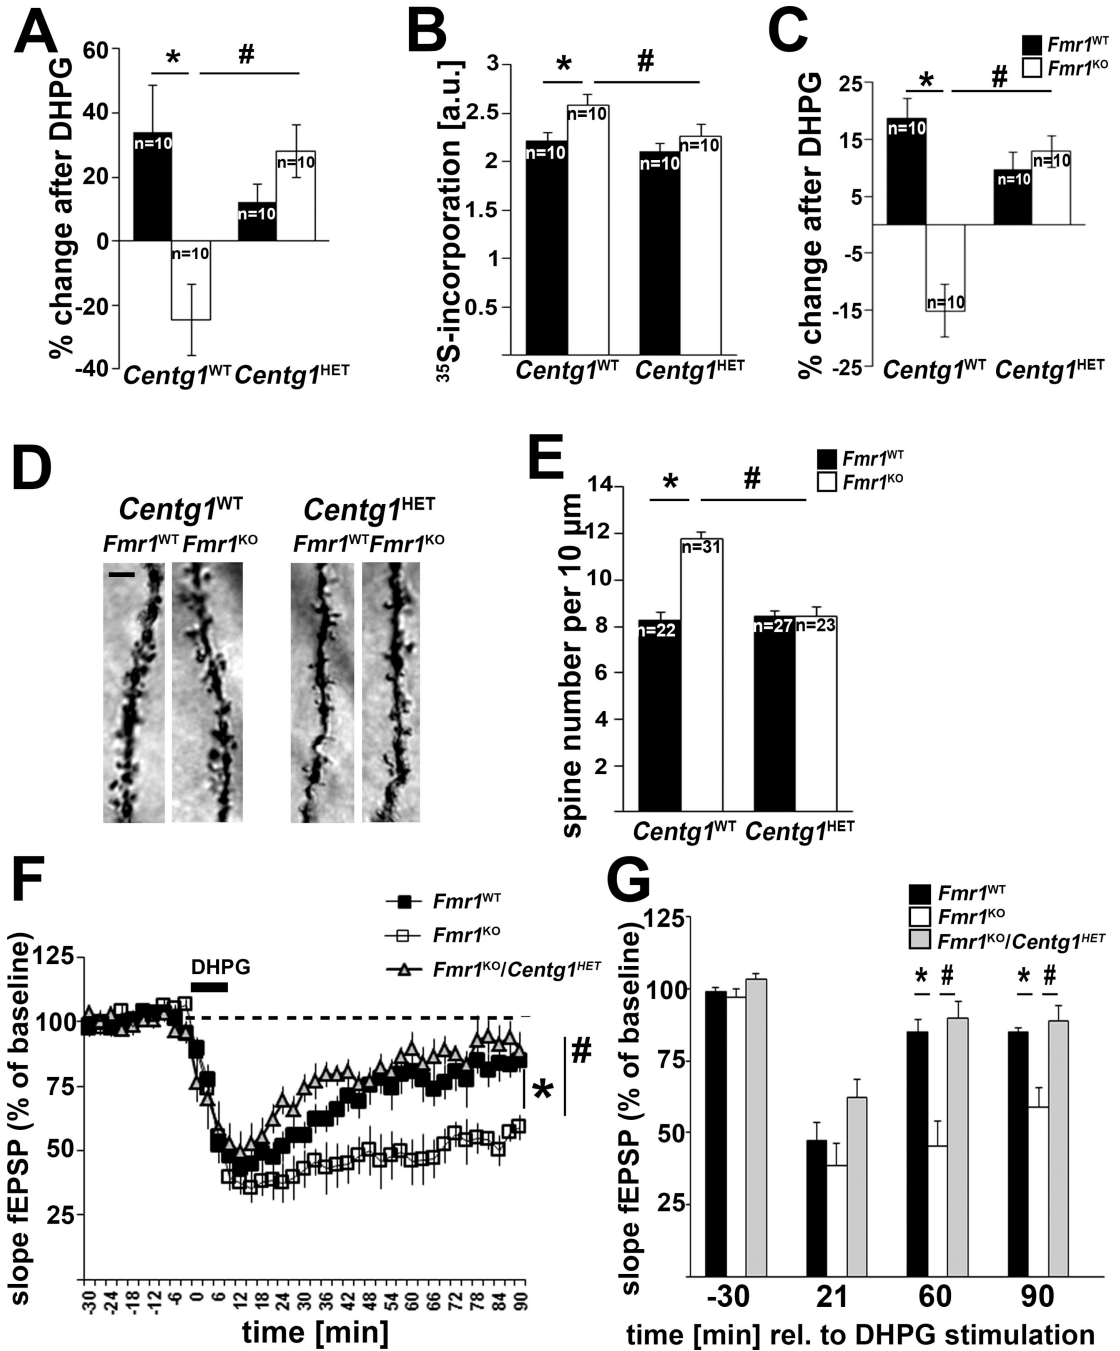 A
% change after DHPG
60
40
20
0
-20
-40
*
#
n=10
n=10
n=10
n=10
Centg1WT Centg1HET
B
35S-incorporation [a.u.]
3
2.5
2
1.5
1
0.5
*
#
n=10
n=10
n=10
n=10
Centg1WT Centg1HET
C
Fmr1WT
Fmr1KO
% change after DHPG
25
15
5
-5
-15
-25
*
#
n=10
n=10
n=10
n=10
Centg1WT Centg1HET
D
Centg1WT Centg1HET
Fmr1WT Fmr1KO Fmr1WT Fmr1KO
E
Fmr1WT
Fmr1KO
spine number per 10 µm
14
12
10
8
6
4
2
*
#
n=22
n=31
n=27
n=23
Centg1WT Centg1HET
F
Fmr1WT
Fmr1KO
Fmr1KO/Centg1HET
slope fEPSP (% of baseline)
125
100
75
50
25
DHPG
*
#
-30 -24 -18 -12 -6 0 6 12 18 24 30 36 42 48 54 60 66 72 78 84 90
time [min]
G
Fmr1WT
Fmr1KO
Fmr1KO/Centg1HET
slope fEPSP (% of baseline)
125
100
75
50
25
* # * #
-30 21 60 90
time [min] rel. to DHPG stimulation